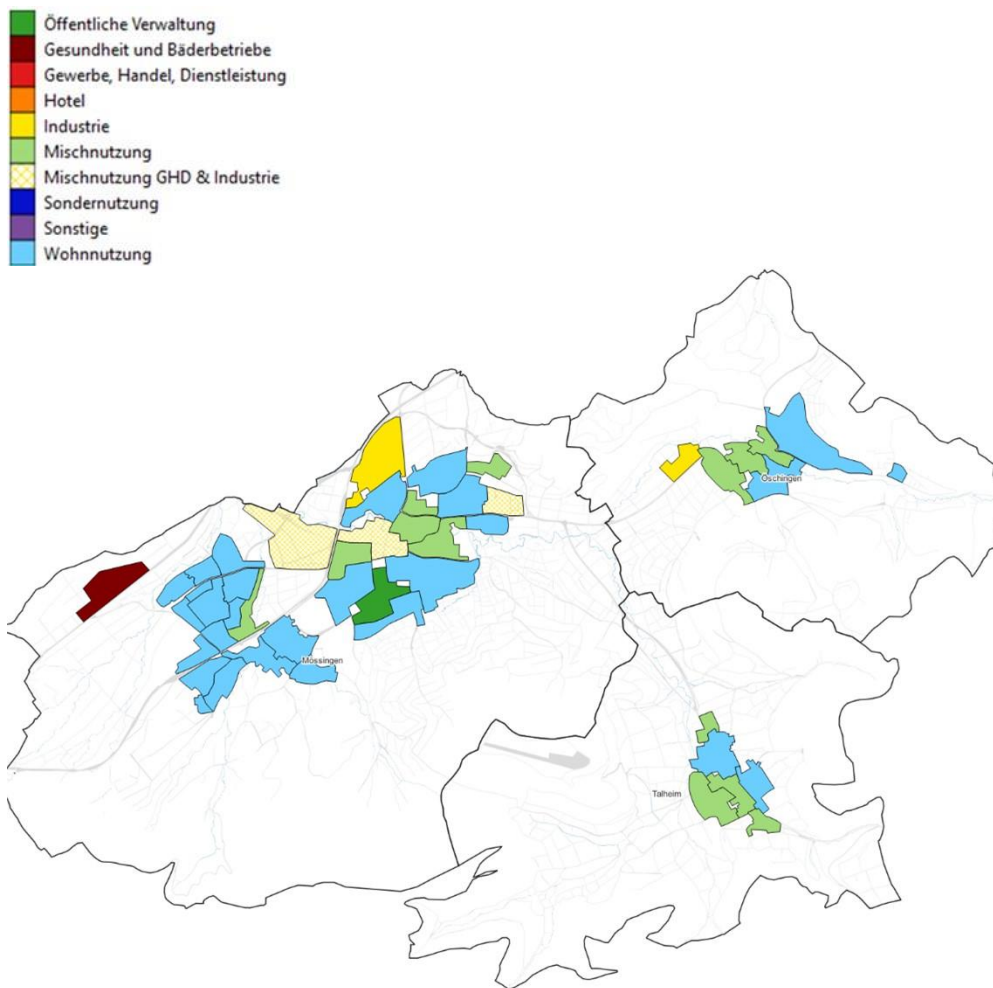 Öffentliche Verwaltung
Gesundheit und Bäderbetriebe
Gewerbe, Handel, Dienstleistung
Hotel
Industrie
Mischnutzung
Mischnutzung GHD & Industrie
Sondernutzung
Sonstige
Wohnnutzung
Öschingen
Mössingen
Talheim